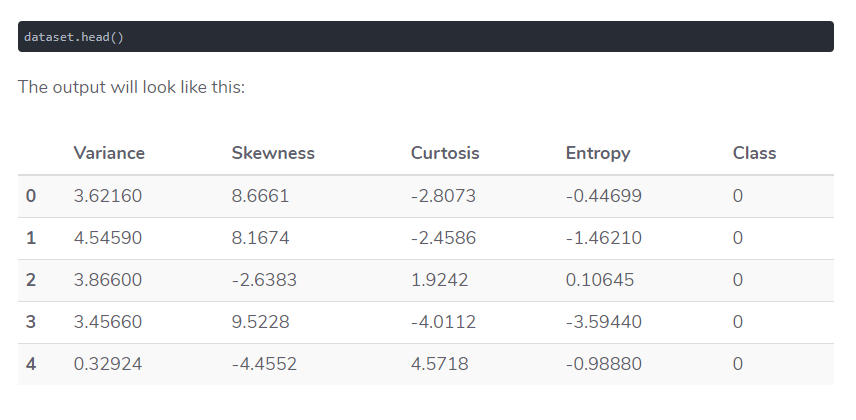 dataset.head()
The output will look like this:
Variance Skewness Curtosis Entropy Class
0 3.62160 8.6661 -2.8073 -0.44699 0
1 4.54590 8.1674 -2.4586 -1.46210 0
2 3.86600 -2.6383 1.9242 0.10645 0
3 3.45660 9.5228 -4.0112 -3.59440 0
4 0.32924 -4.4552 4.5718 -0.98880 0